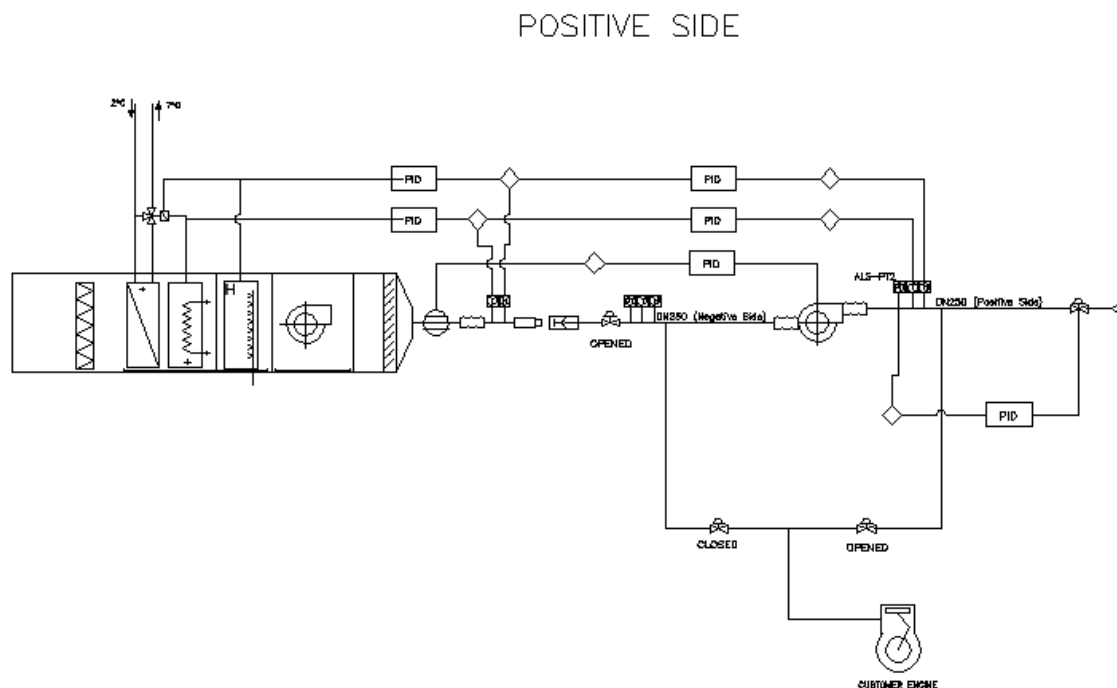 POSITIVE SIDE
2°C
7°C
PID
PID
PID
PID
PID
ALS-PT2
DN250 (Positive Side)
H
(Negative Side)
OPENED
PID
CLOSED
OPENED
CUSTOMER ENGINE